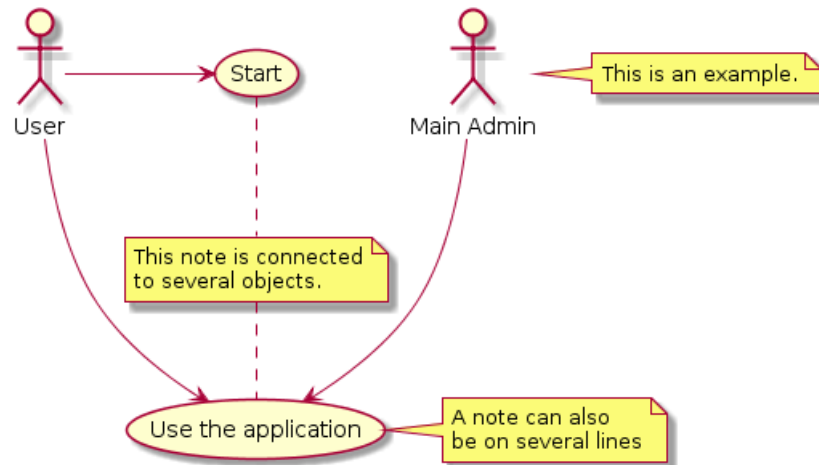 Start
This is an example.
User
Main Admin
This note is connected
to several objects.
Use the application
A note can also
be on several lines